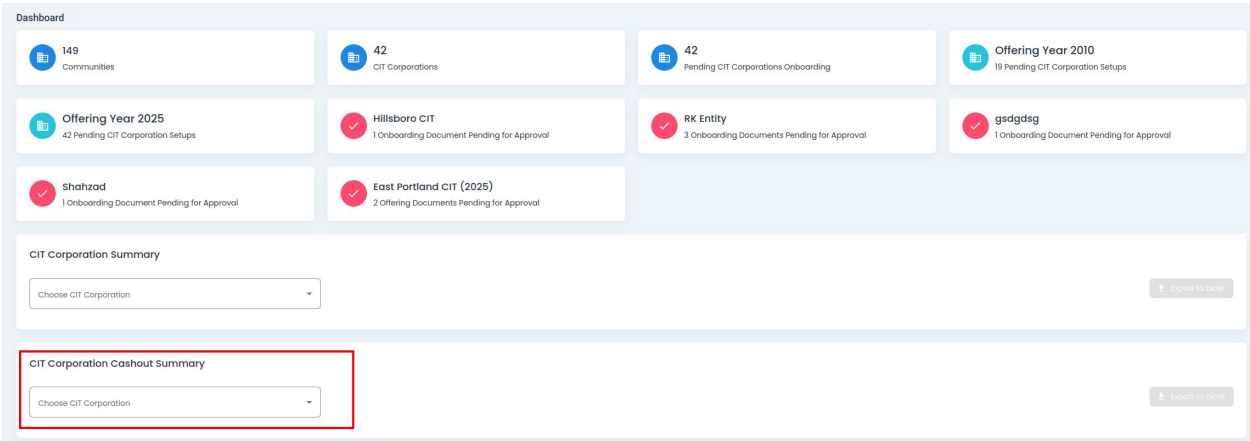 Dashboard
149
Communities
42
CIT Corporations
42
Pending CIT Corporations Onboarding
Offering Year 2010
19 Pending CIT Corporation Setups
Offering Year 2025
42 Pending CIT Corporation Setups
Hillsboro CIT
1 Onboarding Document Pending for Approval
RK Entity
3 Onboarding Documents Pending for Approval
gsdgdsg
1 Onboarding Document Pending for Approval
Shahzad
1 Onboarding Document Pending for Approval
East Portland CIT (2025)
2 Offering Documents Pending for Approval
CIT Corporation Summary
Choose CIT Corporation
Export to Excel
CIT Corporation Cashout Summary
Choose CIT Corporation
Export to Excel